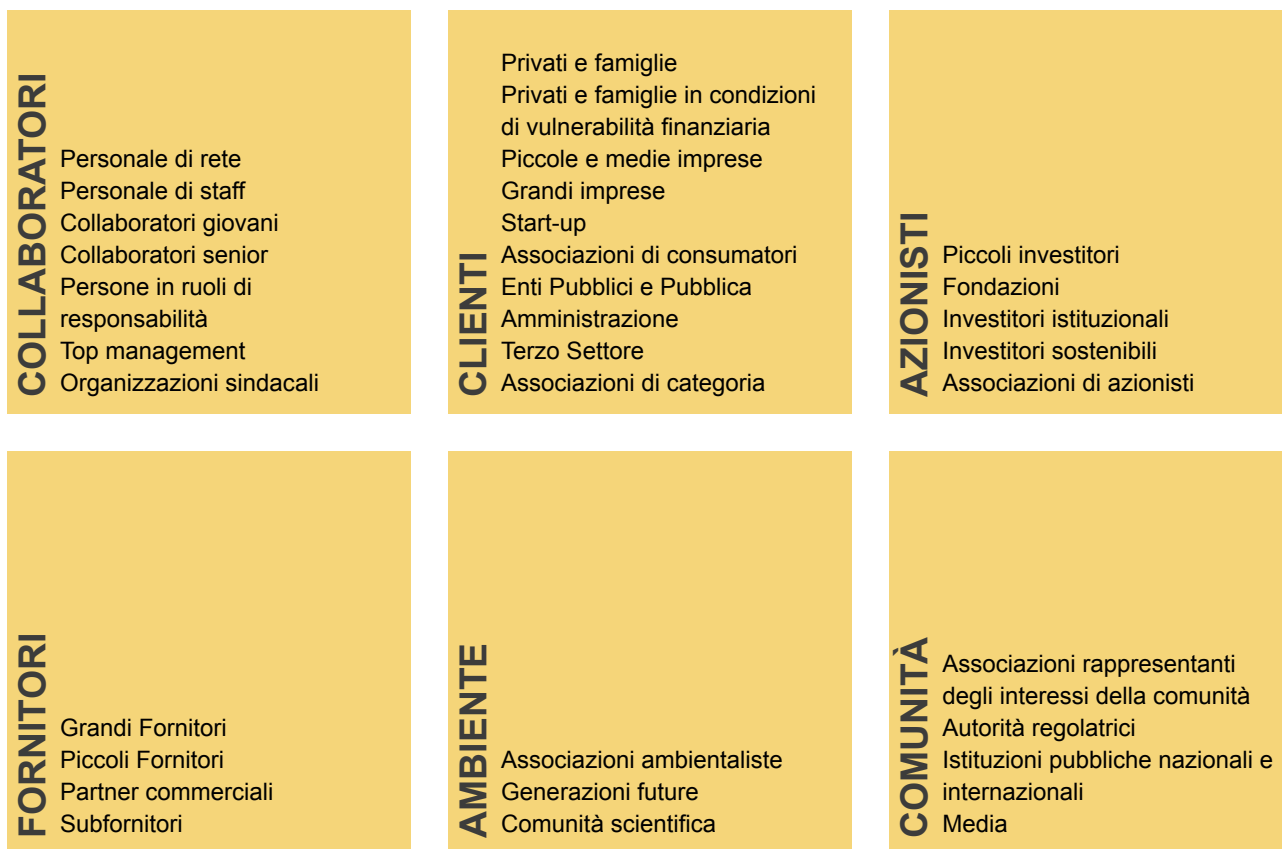 COLLABORATORI
Personale di rete
Personale di staff
Collaboratori giovani
Collaboratori senior
Persone in ruoli di
responsabilità
Top management
Organizzazioni sindacali
CLIENTI
Privati e famiglie
Privati e famiglie in condizioni
di vulnerabilità finanziaria
Piccole e medie imprese
Grandi imprese
Start-up
Associazioni di consumatori
Enti Pubblici e Pubblica
Amministrazione
Terzo Settore
Associazioni di categoria
AZIONISTI
Piccoli investitori
Fondazioni
Investitori istituzionali
Investitori sostenibili
Associazioni di azionisti
FORNITORI
Grandi Fornitori
Piccoli Fornitori
Partner commerciali
Subfornitori
AMBIENTE
Associazioni ambientaliste
Generazioni future
Comunità scientifica
COMUNITÀ
Associazioni rappresentanti
degli interessi della comunità
Autorità regolatrici
Istituzioni pubbliche nazionali e
internazionali
Media